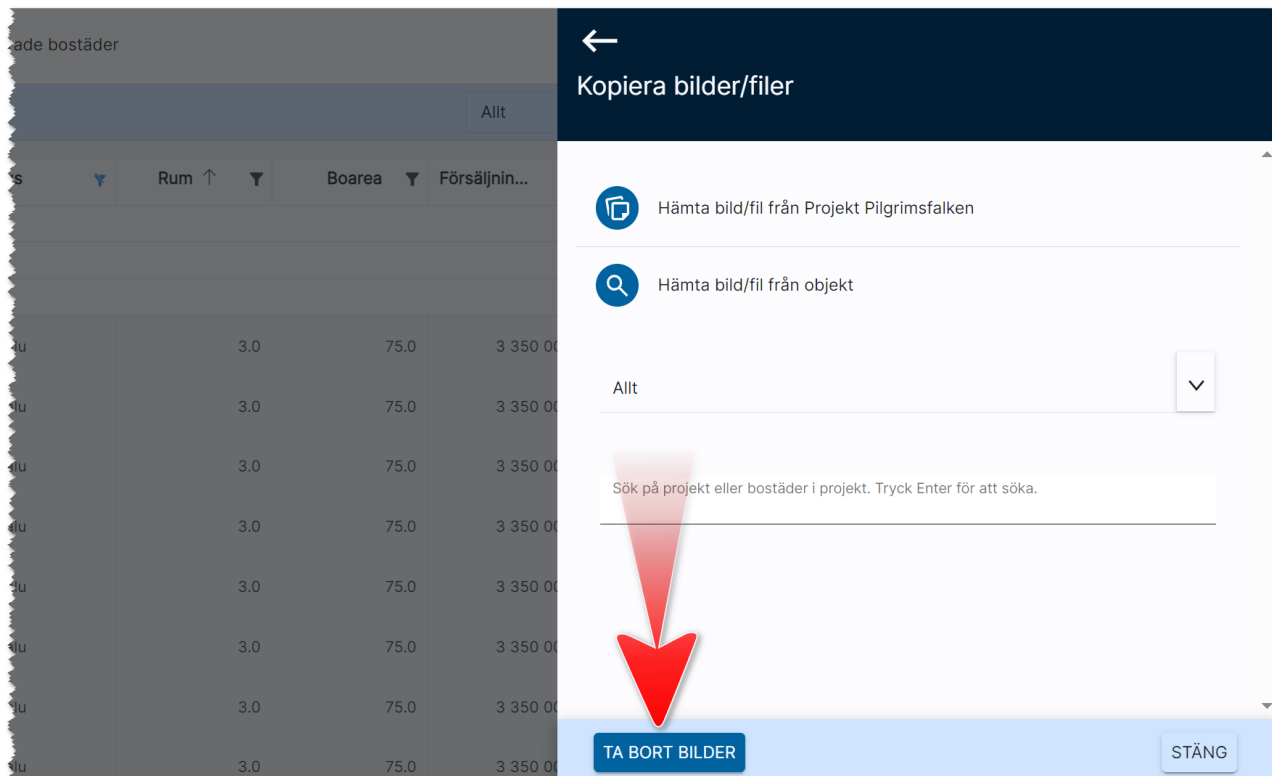 ade bostäder
Kopiera bilder/filer
Allt
Rum Boarea Försäljnin...
Hämta bild/fil från Projekt Pilgrimsfalken
Hämta bild/fil från objekt
3.0 75.0 3 350 00
Allt
3.0 75.0 3 350 00
3.0 75.0 3 350 00
Sök på projekt eller bostäder i projekt. Tryck Enter för att söka.
3.0 75.0 3 350 00
3.0 75.0 3 350 00
3.0 75.0 3 350 00
3.0 75.0 3 350 00
TA BORT BILDER STÄNG
3.0 75.0 3 350 00